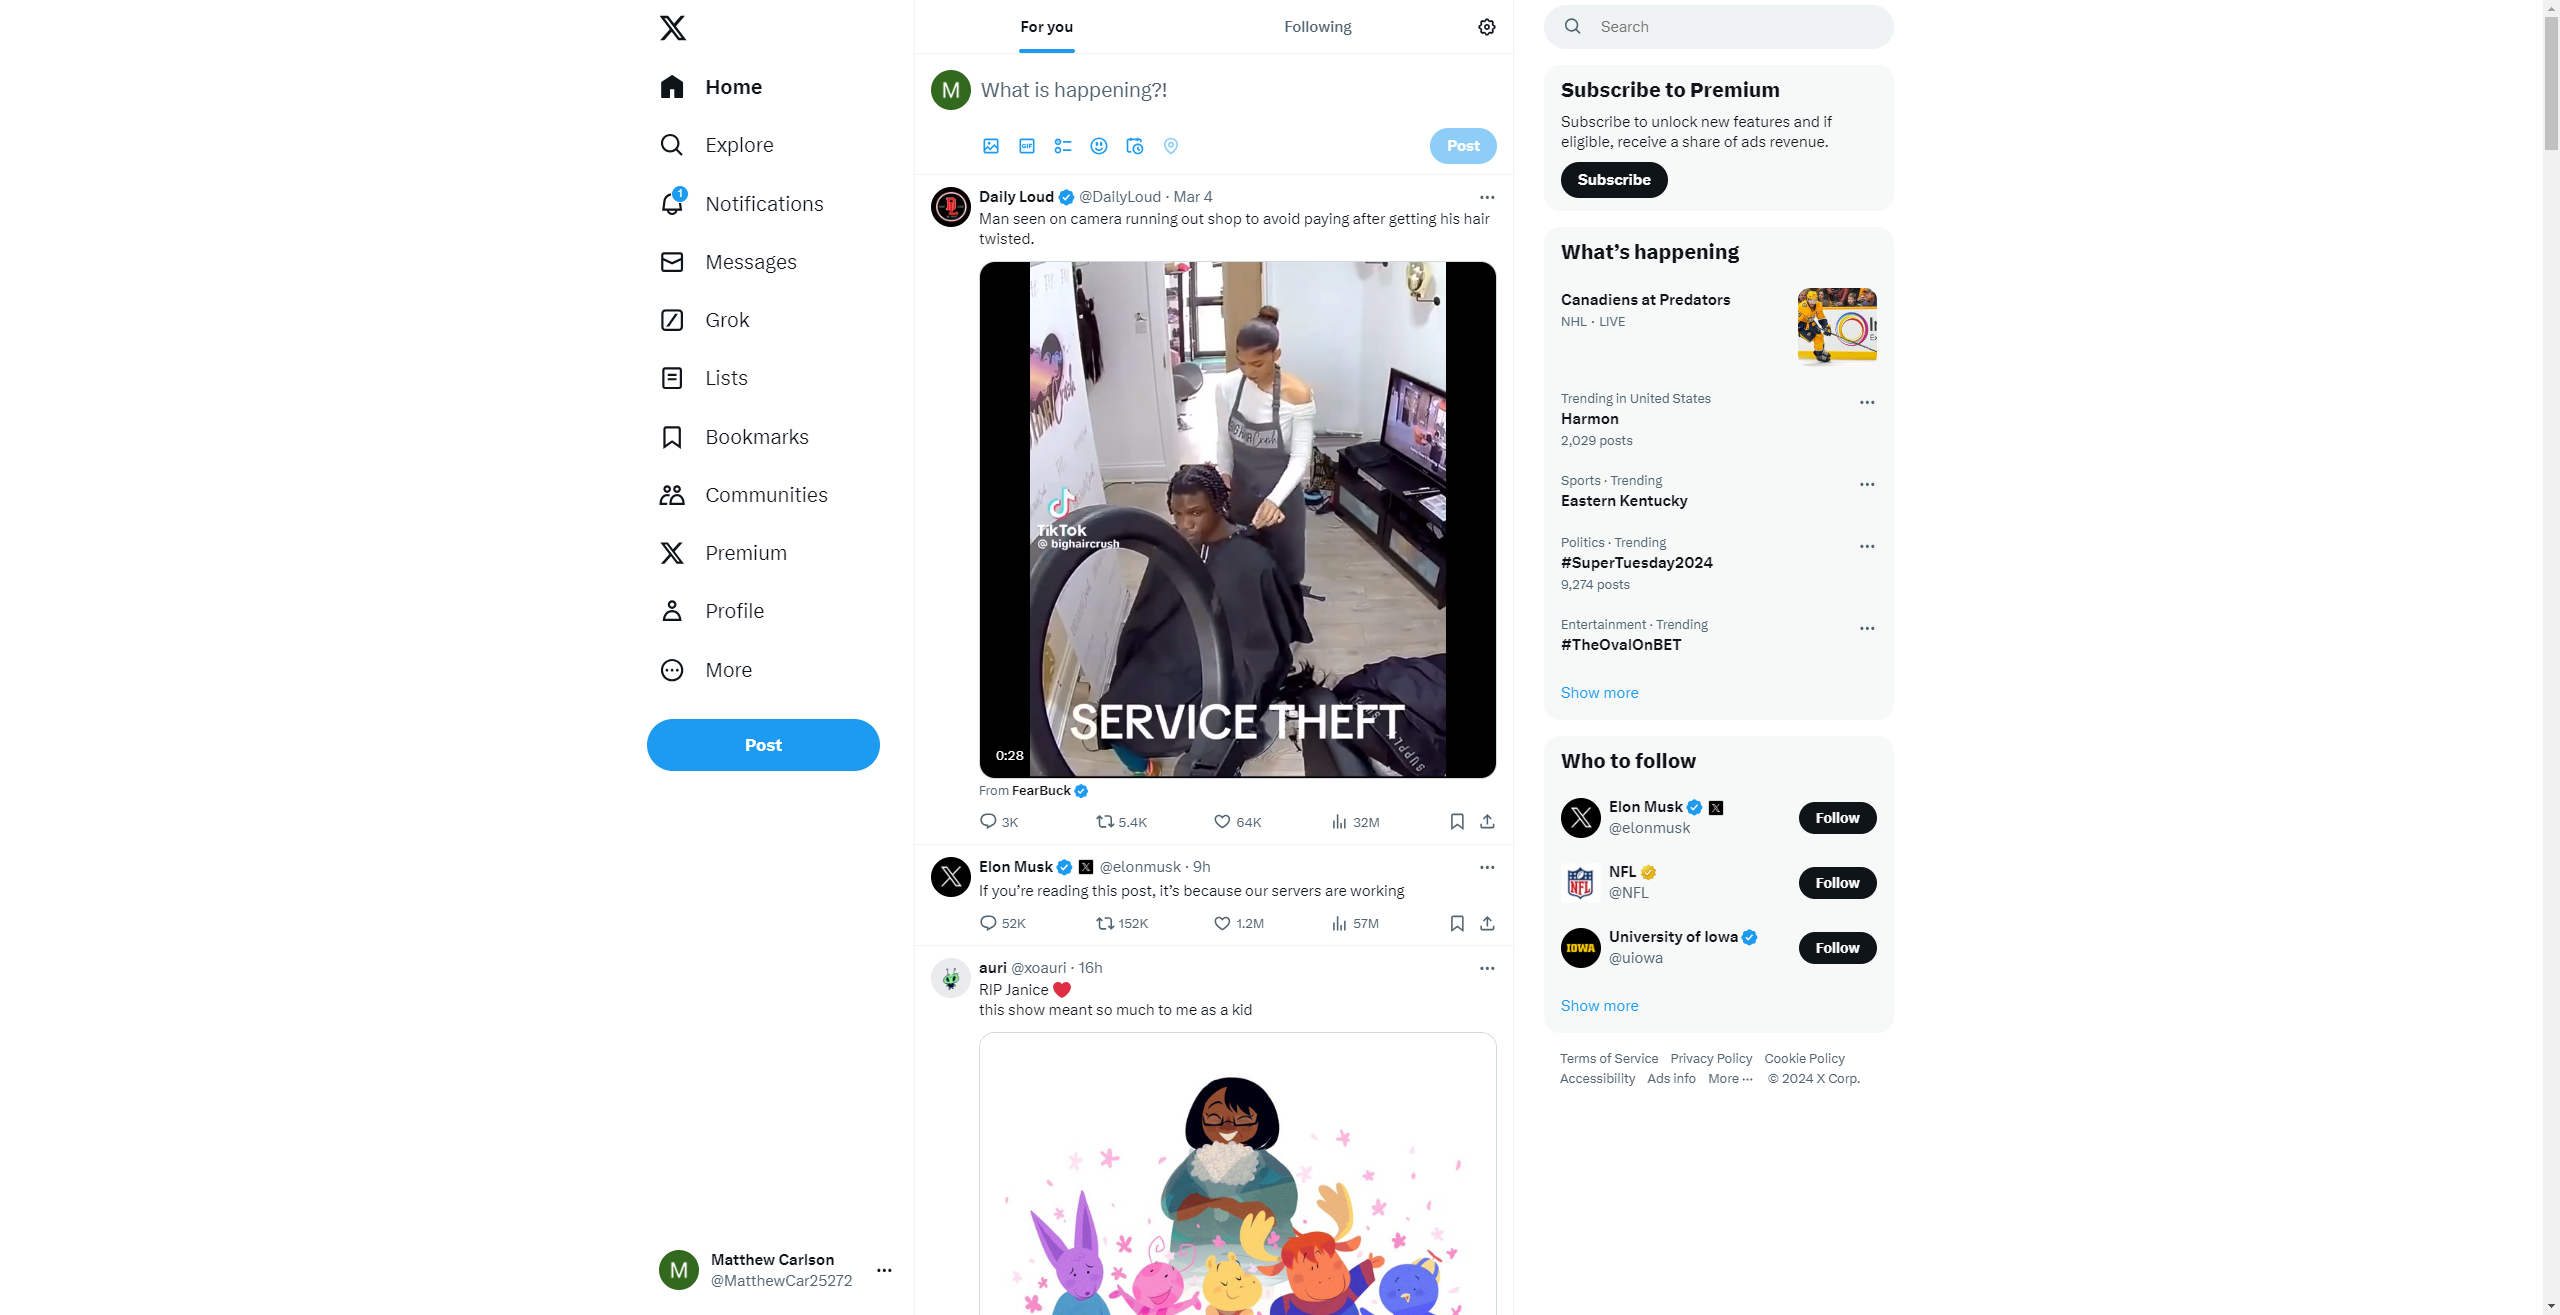 Home
Explore
1
Notifications
Messages
Grok
Lists
Bookmarks
Communities
Premium
Profile
More
Post
M
Matthew Carlson
@MatthewCar25272
For you
Following
M
What is happening?!
GIF
Post
Daily Loud @DailyLoud · Mar 4
Man seen on camera running out shop to avoid paying after getting his hair
twisted.
TikTok
@ bighaircrush
SERVICE THEFT
0:28
From FearBuck
3K 5.4K 64K 32M
Elon Musk @elonmusk · 9h
If you’re reading this post, it’s because our servers are working
52K 152K 1.2M 57M
auri @xoauri · 16h
RIP Janice ❤️
this show meant so much to me as a kid
Search
Subscribe to Premium
Subscribe to unlock new features and if
eligible, receive a share of ads revenue.
Subscribe
What’s happening
Canadiens at Predators
NHL · LIVE
Trending in United States
Harmon
2,029 posts
Sports · Trending
Eastern Kentucky
Politics · Trending
#SuperTuesday2024
9,274 posts
Entertainment · Trending
#TheOvalOnBET
Show more
Who to follow
Elon Musk
@elonmusk
Follow
NFL
NFL
@NFL
Follow
IOWA
University of Iowa
@uiowa
Follow
Show more
Terms of Service Privacy Policy Cookie Policy
Accessibility Ads info More ··· © 2024 X Corp.